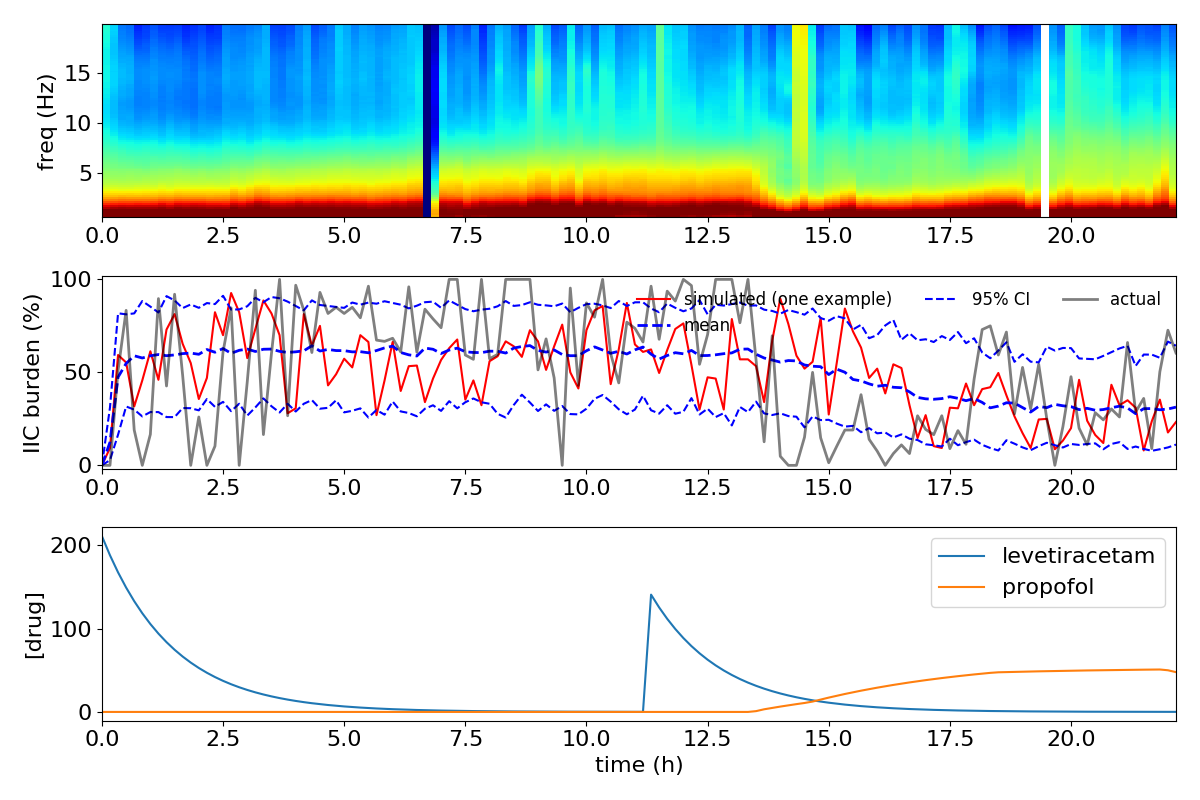 freq (Hz)
15
10
5
0.0 2.5 5.0 7.5 10.0 12.5 15.0 17.5 20.0
IIC burden (%)
100
50
0
simulated (one example) 95% CI actual
mean
0.0 2.5 5.0 7.5 10.0 12.5 15.0 17.5 20.0
[drug]
200
100
0
levetiracetam
propofol
0.0 2.5 5.0 7.5 10.0 12.5 15.0 17.5 20.0
time (h)